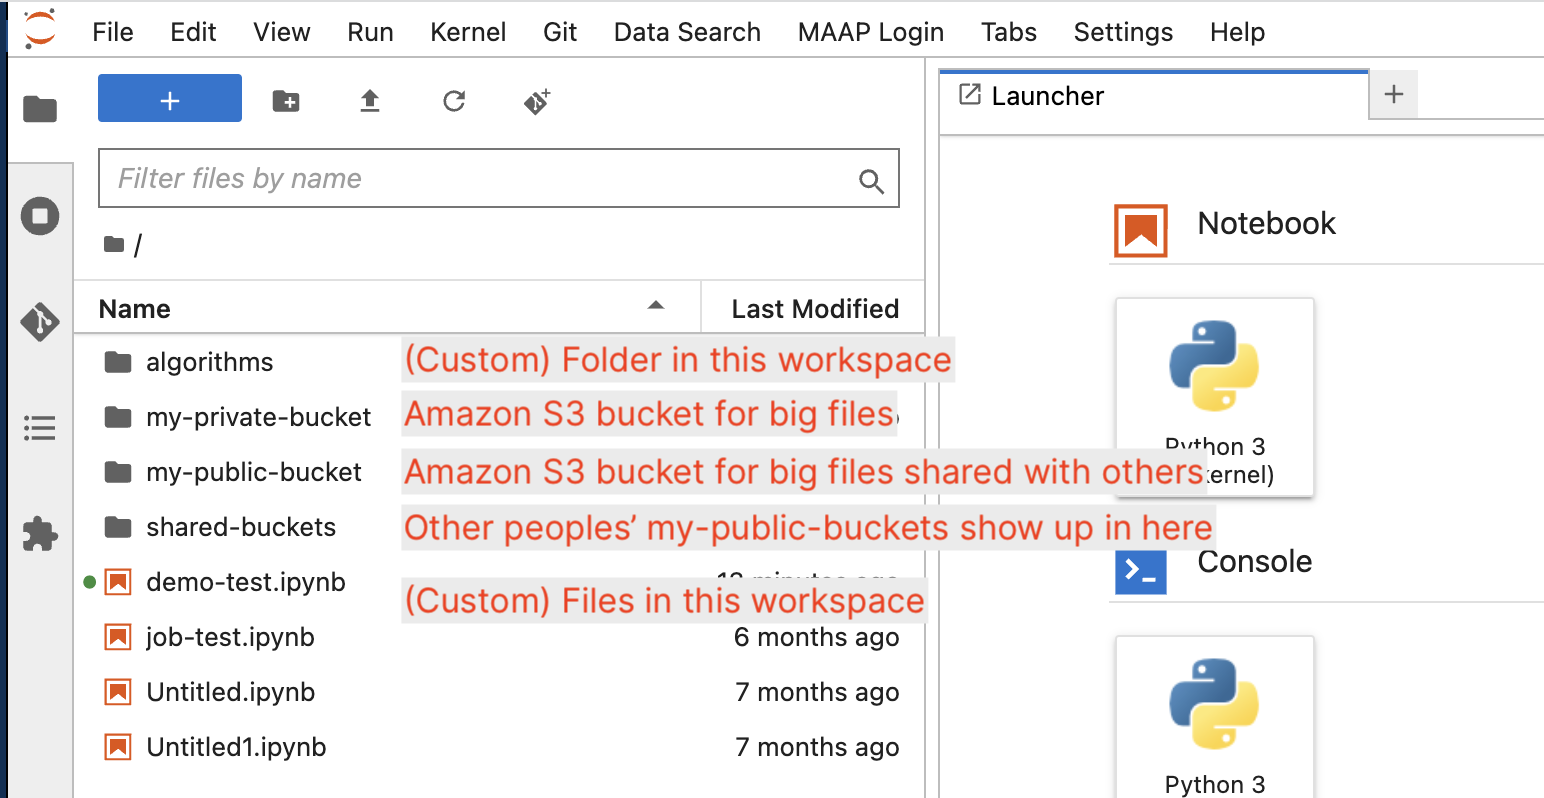 File Edit View Run Kernel Git Data Search MAAP Login Tabs Settings Help
Launcher
Filter files by name
/
Name Last Modified
algorithms (Custom) Folder in this workspace
my-private-bucket Amazon S3 bucket for big files
my-public-bucket Amazon S3 bucket for big files shared with others
shared-buckets Other peoples’ my-public-buckets show up in here
demo-test.ipynb
(Custom) Files in this workspace
job-test.ipynb 6 months ago
Untitled.ipynb 7 months ago
Untitled1.ipynb 7 months ago
Notebook
Python 3
Console
Python 3